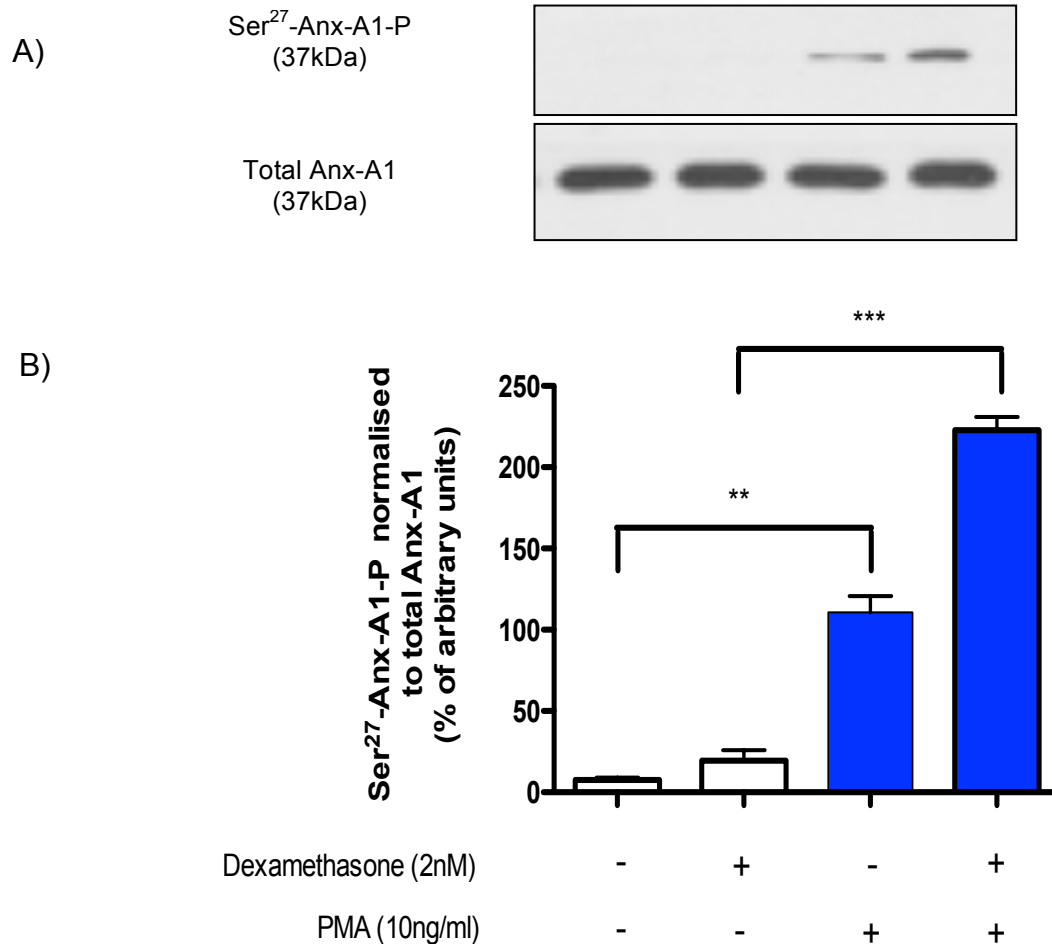 A)
Ser²⁷-Anx-A1-P
(37kDa)
Total Anx-A1
(37kDa)
B)
Ser²⁷-Anx-A1-P normalised
to total Anx-A1
(% of arbitrary units)
***
**
250
200
150
100
50
0
Dexamethasone (2nM) - + - +
PMA (10ng/ml) - - + +